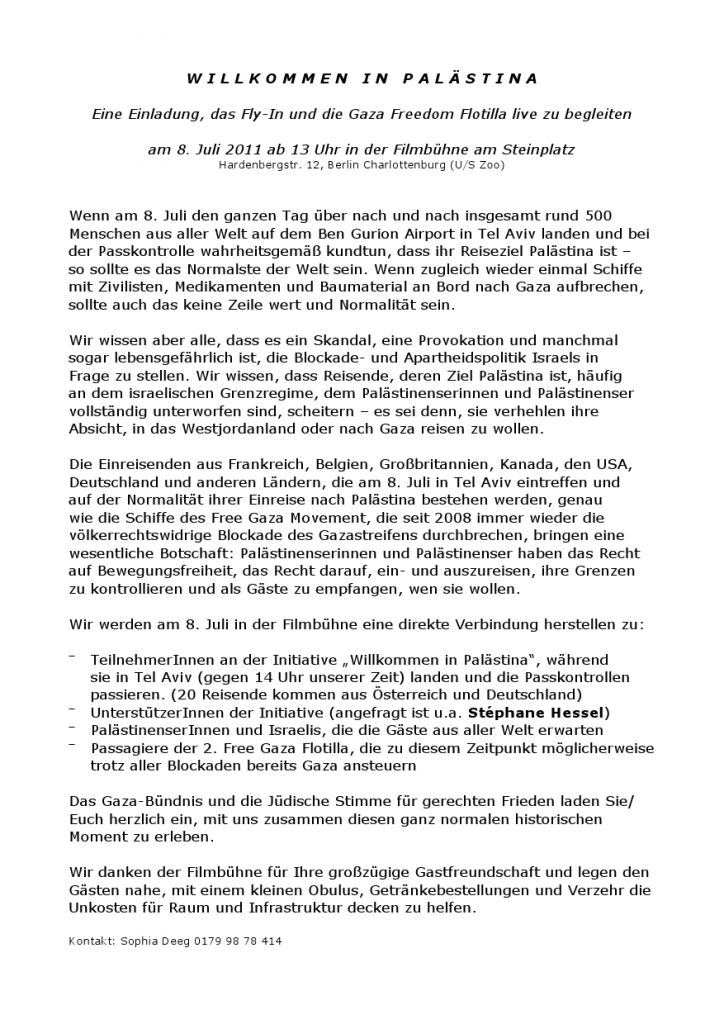 WILLKOMMEN IN PALÄSTINA
Eine Einladung, das Fly-In und die Gaza Freedom Flotilla live zu begleiten
am 8. Juli 2011 ab 13 Uhr in der Filmbühne am Steinplatz
Hardenbergstr. 12, Berlin Charlottenburg (U/S Zoo)
Wenn am 8. Juli den ganzen Tag über nach und nach insgesamt rund 500
Menschen aus aller Welt auf dem Ben Gurion Airport in Tel Aviv landen und bei
der Passkontrolle wahrheitsgemäß kundtun, dass ihr Reiseziel Palästina ist –
so sollte es das Normalste der Welt sein. Wenn zugleich wieder einmal Schiffe
mit Zivilisten, Medikamenten und Baumaterial an Bord nach Gaza aufbrechen,
sollte auch das keine Zeile wert und Normalität sein.
Wir wissen aber alle, dass es ein Skandal, eine Provokation und manchmal
sogar lebensgefährlich ist, die Blockade- und Apartheidspolitik Israels in
Frage zu stellen. Wir wissen, dass Reisende, deren Ziel Palästina ist, häufig
an dem israelischen Grenzregime, dem Palästinenserinnen und Palästinenser
vollständig unterworfen sind, scheitern – es sei denn, sie verhehlen ihre
Absicht, in das Westjordanland oder nach Gaza reisen zu wollen.
Die Einreisenden aus Frankreich, Belgien, Großbritannien, Kanada, den USA,
Deutschland und anderen Ländern, die am 8. Juli in Tel Aviv eintreffen und
auf der Normalität ihrer Einreise nach Palästina bestehen werden, genau
wie die Schiffe des Free Gaza Movement, die seit 2008 immer wieder die
völkerrechtswidrige Blockade des Gazastreifens durchbrechen, bringen eine
wesentliche Botschaft: Palästinenserinnen und Palästinenser haben das Recht
auf Bewegungsfreiheit, das Recht darauf, ein- und auszureisen, ihre Grenzen
zu kontrollieren und als Gäste zu empfangen, wen sie wollen.
Wir werden am 8. Juli in der Filmbühne eine direkte Verbindung herstellen zu:
– TeilnehmerInnen an der Initiative „Willkommen in Palästina“, während
sie in Tel Aviv (gegen 14 Uhr unserer Zeit) landen und die Passkontrollen
passieren. (20 Reisende kommen aus Österreich und Deutschland)
– UnterstützerInnen der Initiative (angefragt ist u.a. Stéphane Hessel)
– PalästinenserInnen und Israelis, die die Gäste aus aller Welt erwarten
– Passagiere der 2. Free Gaza Flotilla, die zu diesem Zeitpunkt möglicherweise
trotz aller Blockaden bereits Gaza ansteuern
Das Gaza-Bündnis und die Jüdische Stimme für gerechten Frieden laden Sie/
Euch herzlich ein, mit uns zusammen diesen ganz normalen historischen
Moment zu erleben.
Wir danken der Filmbühne für Ihre großzügige Gastfreundschaft und legen den
Gästen nahe, mit einem kleinen Obulus, Getränkebestellungen und Verzehr die
Unkosten für Raum und Infrastruktur decken zu helfen.
Kontakt: Sophia Deeg 0179 98 78 414